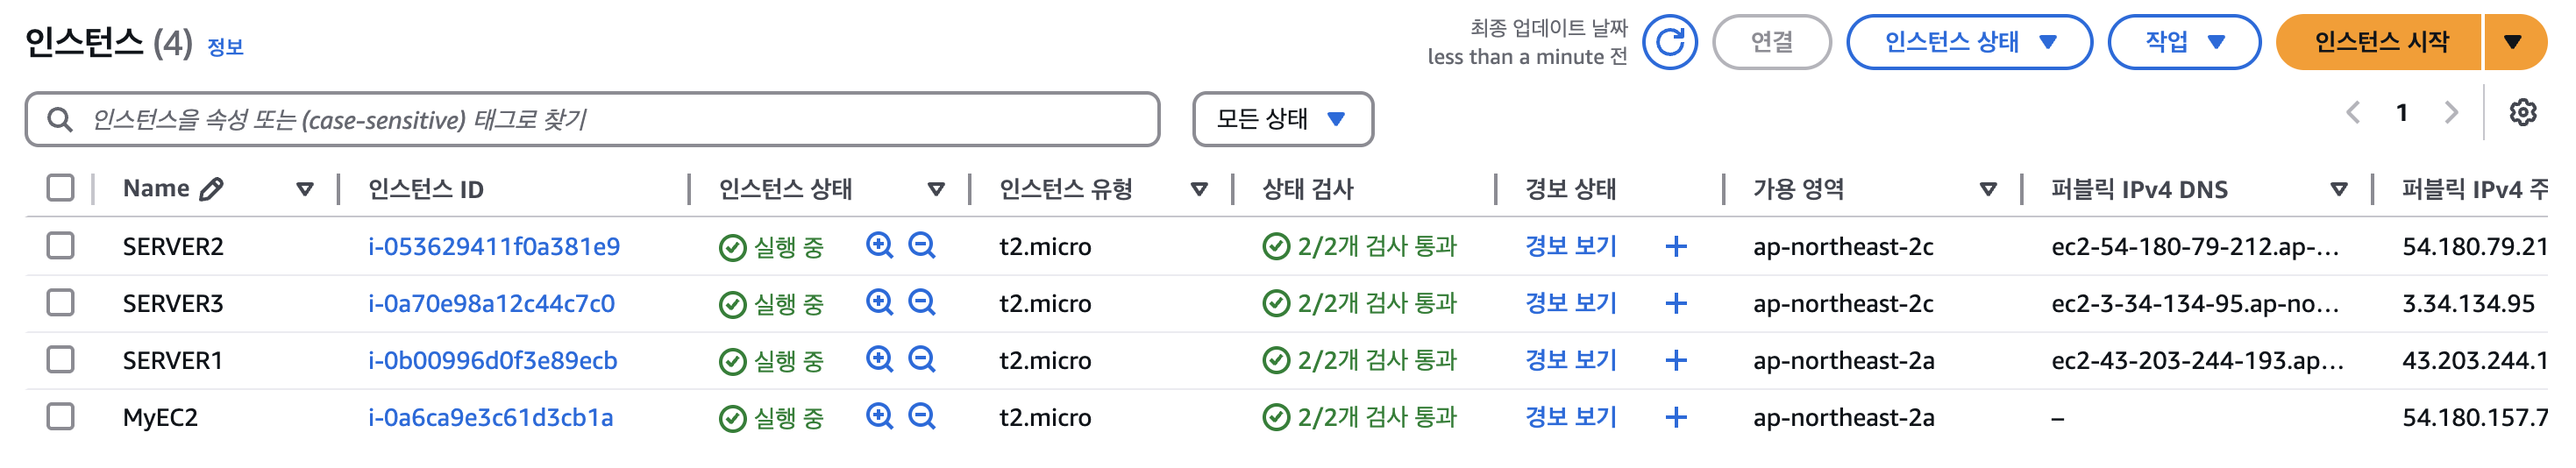 인스턴스 (4) 정보
최종 업데이트 날짜
less than a minute 전
연결
인스턴스 상태
작업
인스턴스 시작
인스턴스을 속성 또는 (case-sensitive) 태그로 찾기
모든 상태
1
Name 인스턴스 ID 인스턴스 상태 인스턴스 유형 상태 검사 경보 상태 가용 영역 퍼블릭 IPv4 DNS 퍼블릭 IPv4 주
SERVER2 i-053629411f0a381e9 실행 중 t2.micro 2/2개 검사 통과 경보 보기 + ap-northeast-2c ec2-54-180-79-212.ap-... 54.180.79.21
SERVER3 i-0a70e98a12c44c7c0 실행 중 t2.micro 2/2개 검사 통과 경보 보기 + ap-northeast-2c ec2-3-34-134-95.ap-no... 3.34.134.95
SERVER1 i-0b00996d0f3e89ecb 실행 중 t2.micro 2/2개 검사 통과 경보 보기 + ap-northeast-2a ec2-43-203-244-193.ap... 43.203.244.1
MyEC2 i-0a6ca9e3c61d3cb1a 실행 중 t2.micro 2/2개 검사 통과 경보 보기 + ap-northeast-2a – 54.180.157.7